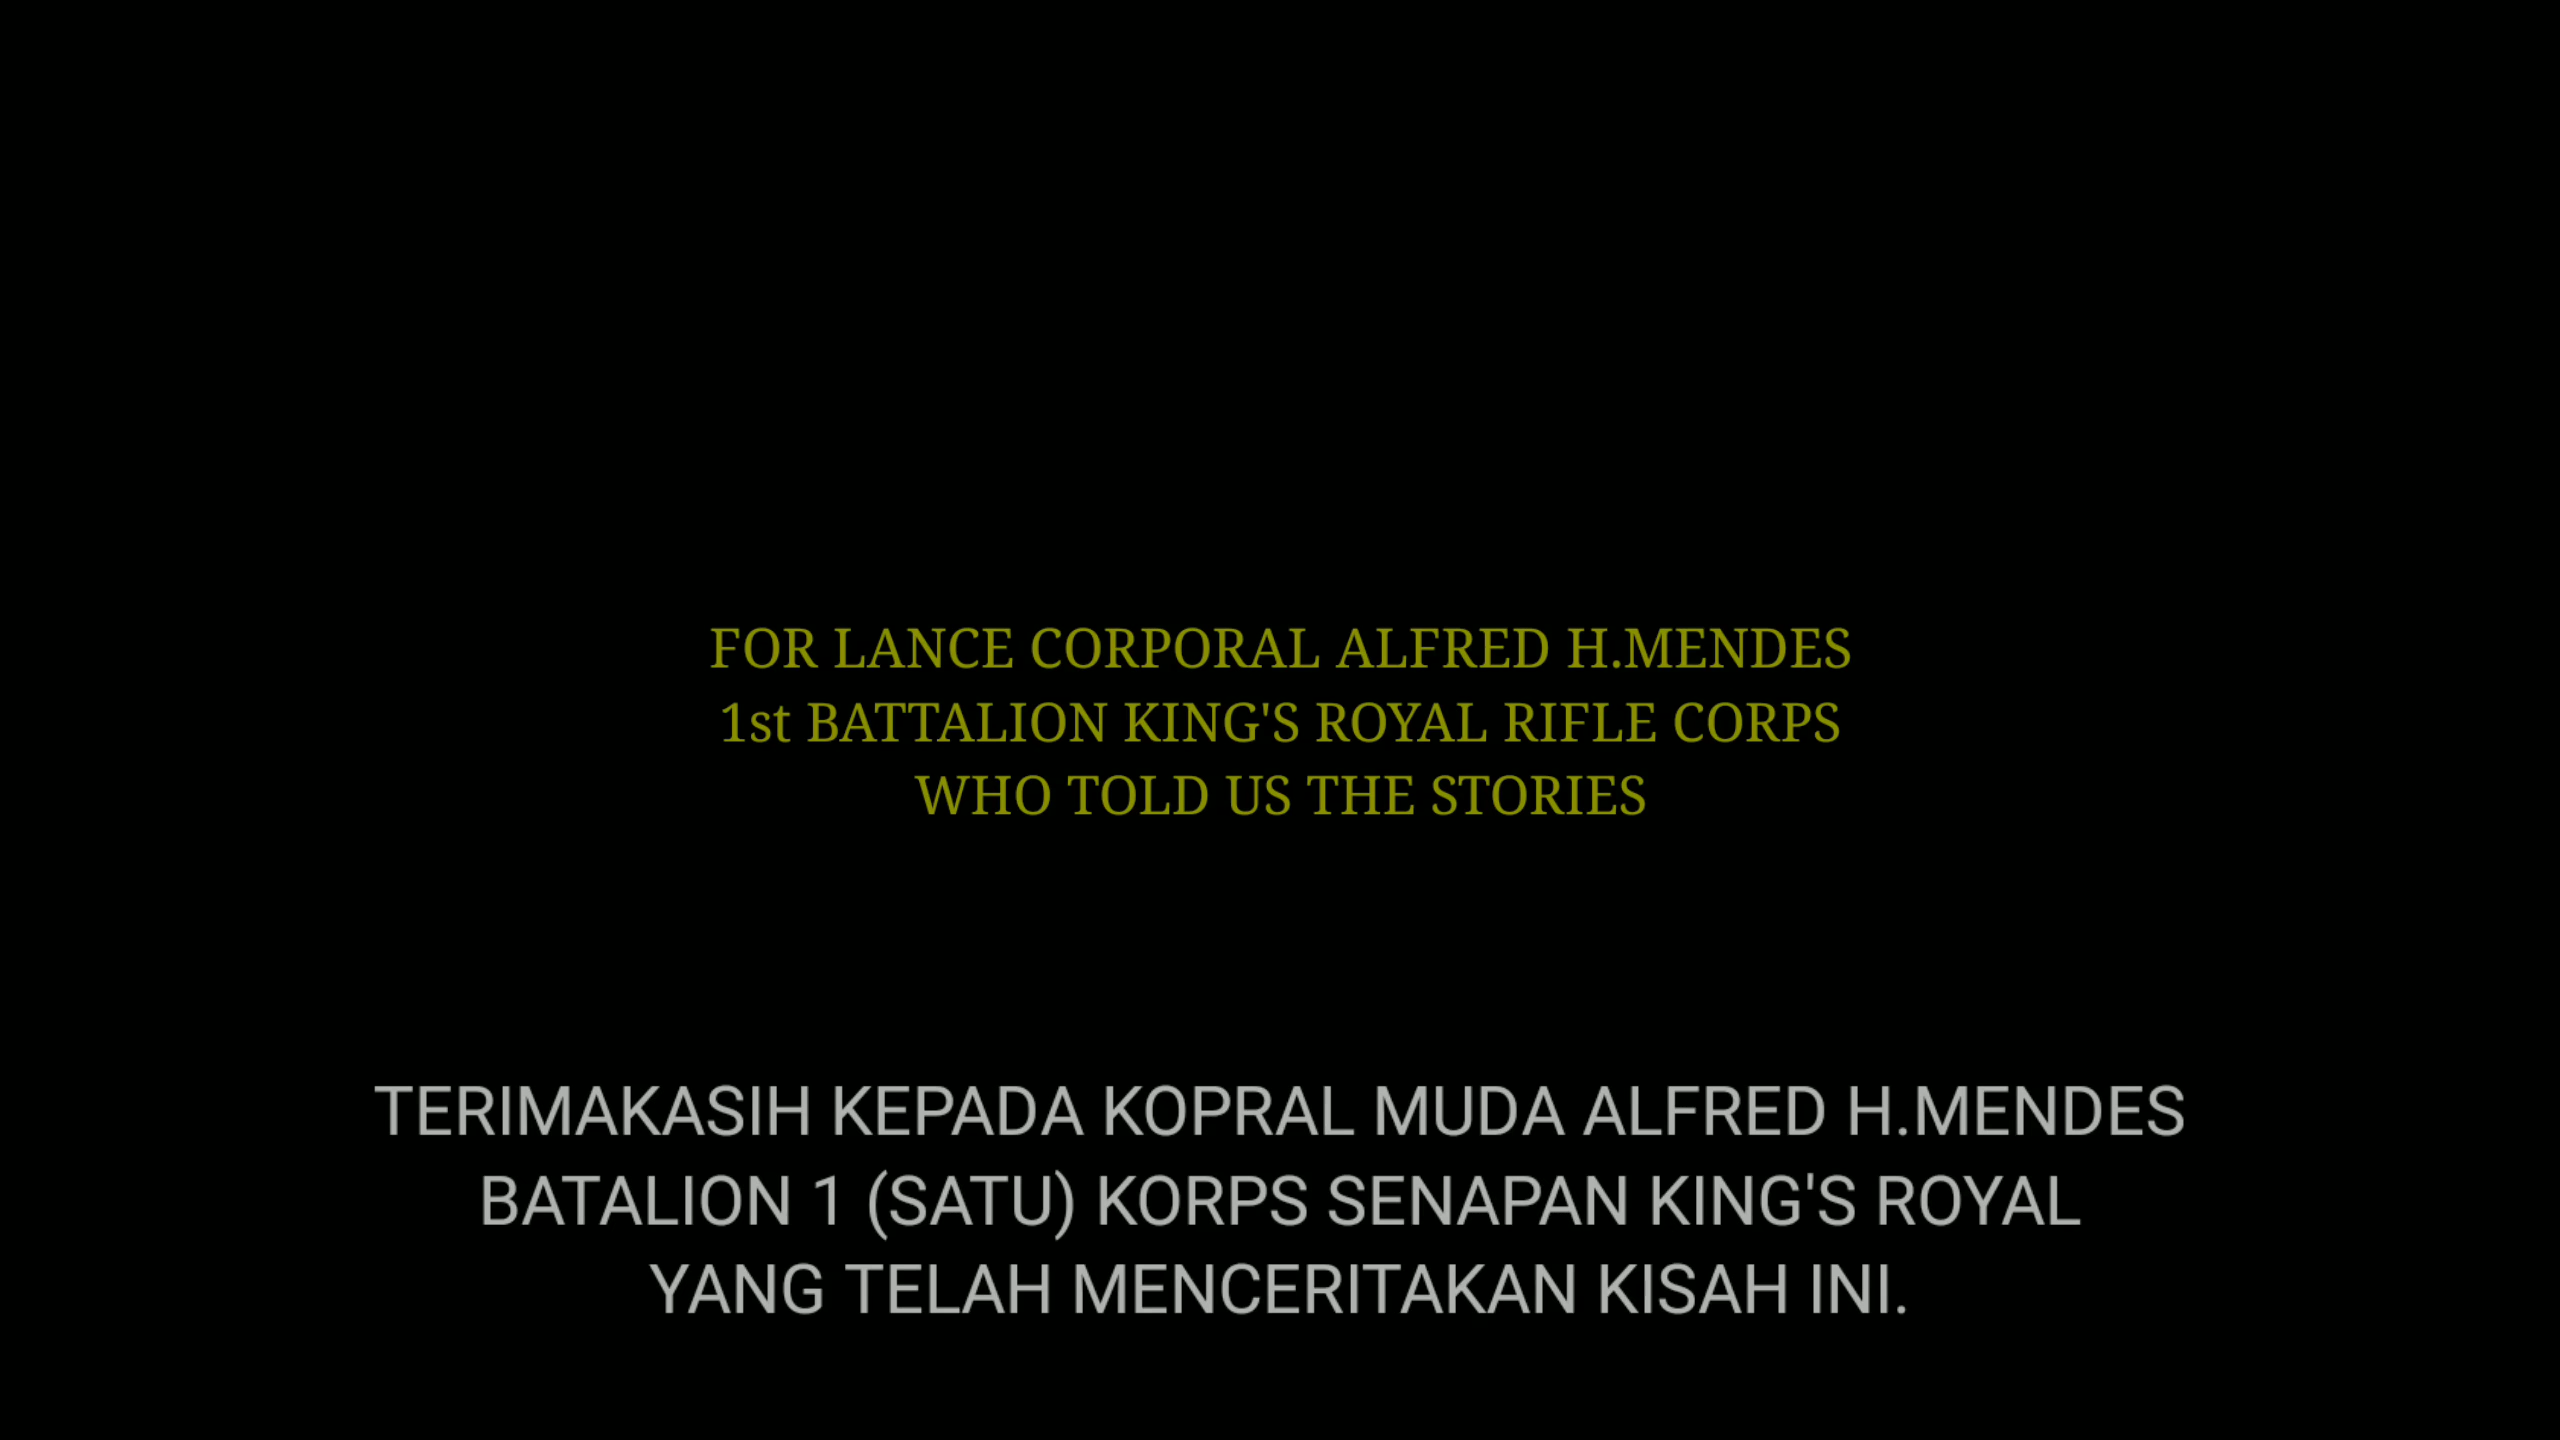 FOR LANCE CORPORAL ALFRED H.MENDES
1st BATTALION KING'S ROYAL RIFLE CORPS
WHO TOLD US THE STORIES
TERIMAKASIH KEPADA KOPRAL MUDA ALFRED H.MENDES
BATALION 1 (SATU) KORPS SENAPAN KING'S ROYAL
YANG TELAH MENCERITAKAN KISAH INI.